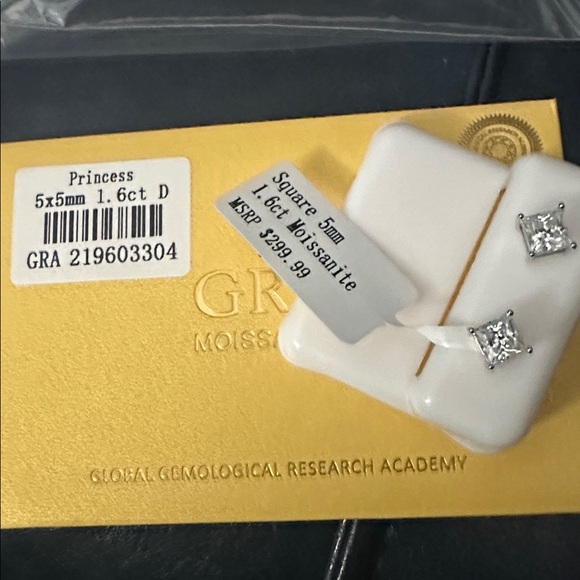 Princess
5x5mm 1.6ct D
GRA 219603304
Square 5mm
1.6ct Moissanite
MSRP $299.99
GR
MOISSA
GLOBAL GEMOLOGICAL RESEARCH ACADEMY